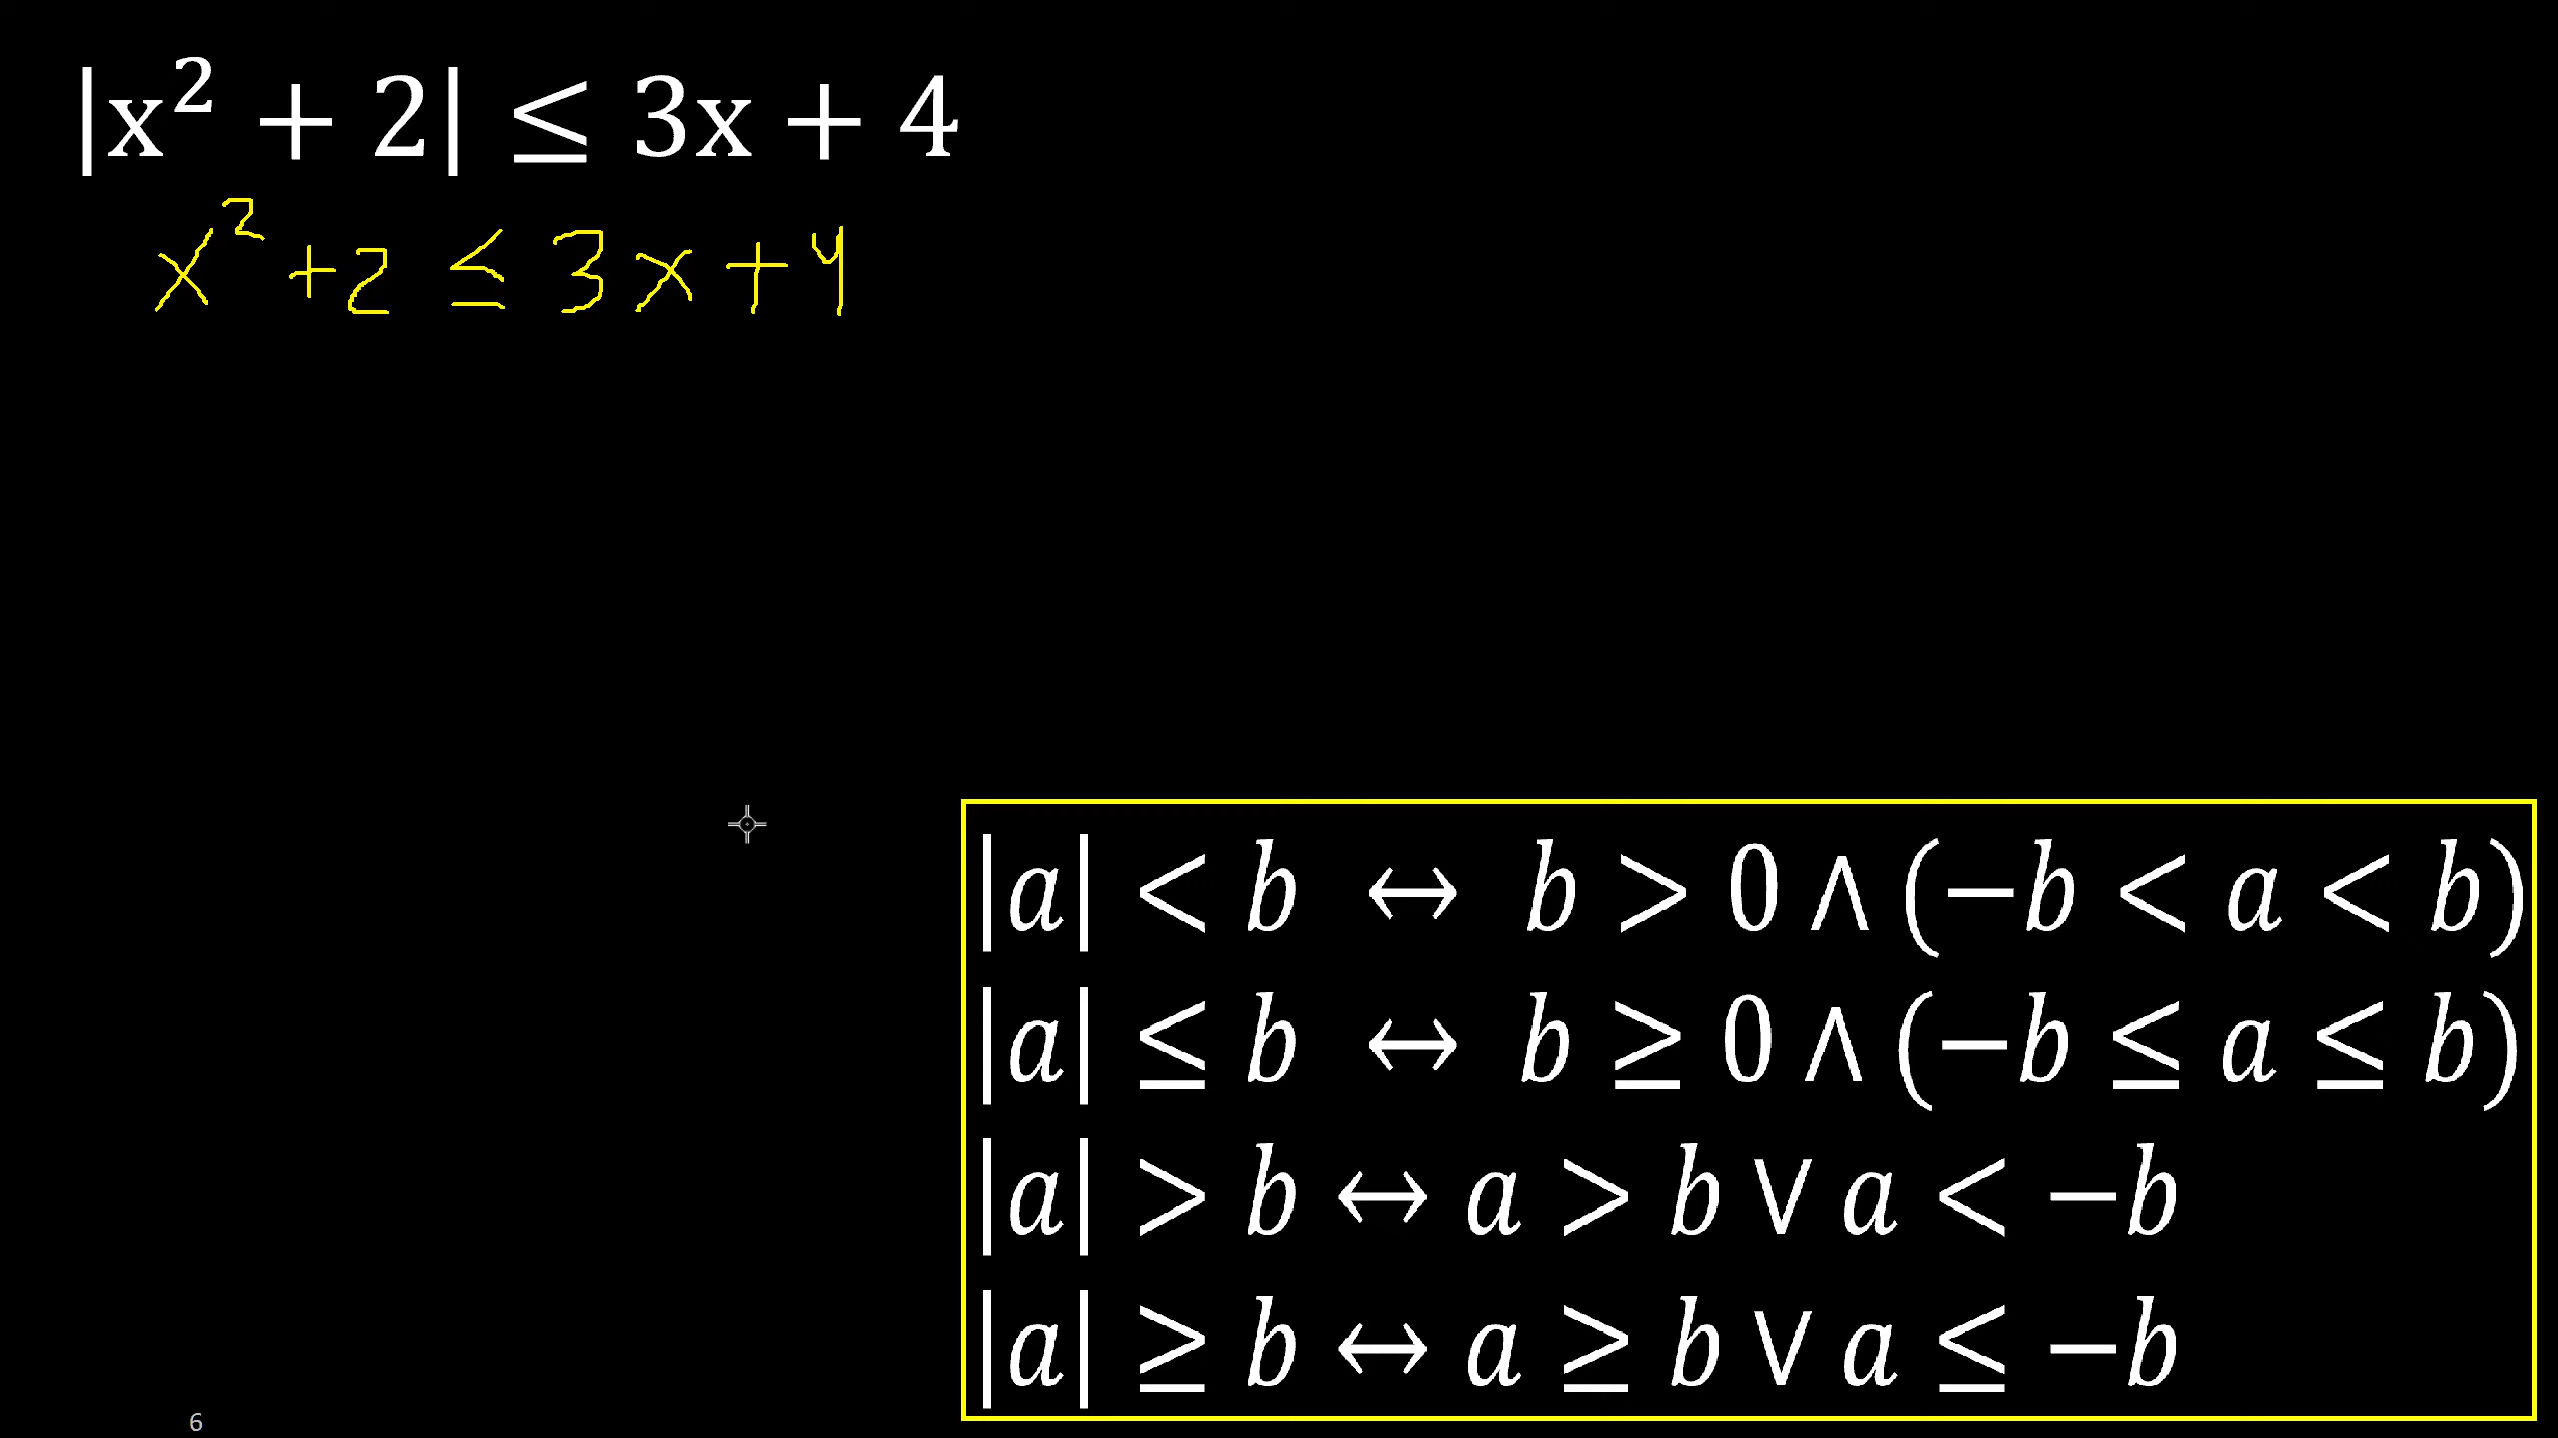 |x² + 2| ≤ 3x + 4
x² + 2 ≤ 3x + 4
|a| < b ↔ b > 0 ∧ (−b < a < b)
|a| ≤ b ↔ b ≥ 0 ∧ (−b ≤ a ≤ b)
|a| > b ↔ a > b ∨ a < −b
|a| ≥ b ↔ a ≥ b ∨ a ≤ −b
6